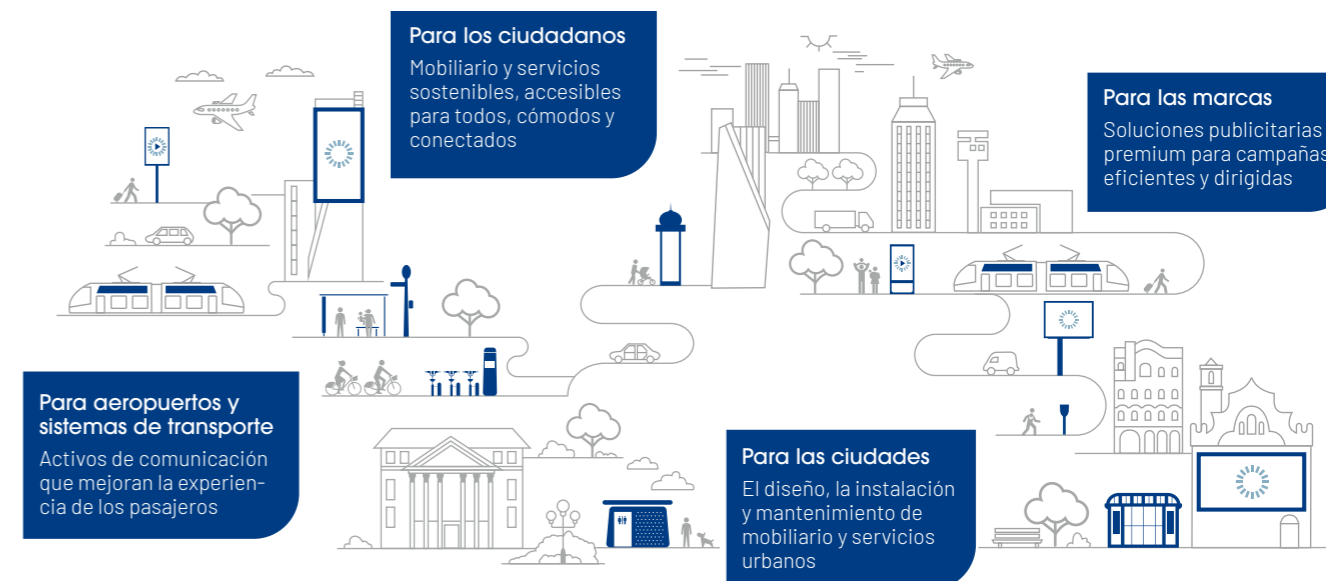 Para los ciudadanos
Mobiliario y servicios
sostenibles, accesibles
para todos, cómodos y
conectados
Para las marcas
Soluciones publicitarias
premium para campañas
eficientes y dirigidas
Para aeropuertos y
sistemas de transporte
Activos de comunicación
que mejoran la experien-
cia de los pasajeros
Para las ciudades
El diseño, la instalación
y mantenimiento de
mobiliario y servicios
urbanos